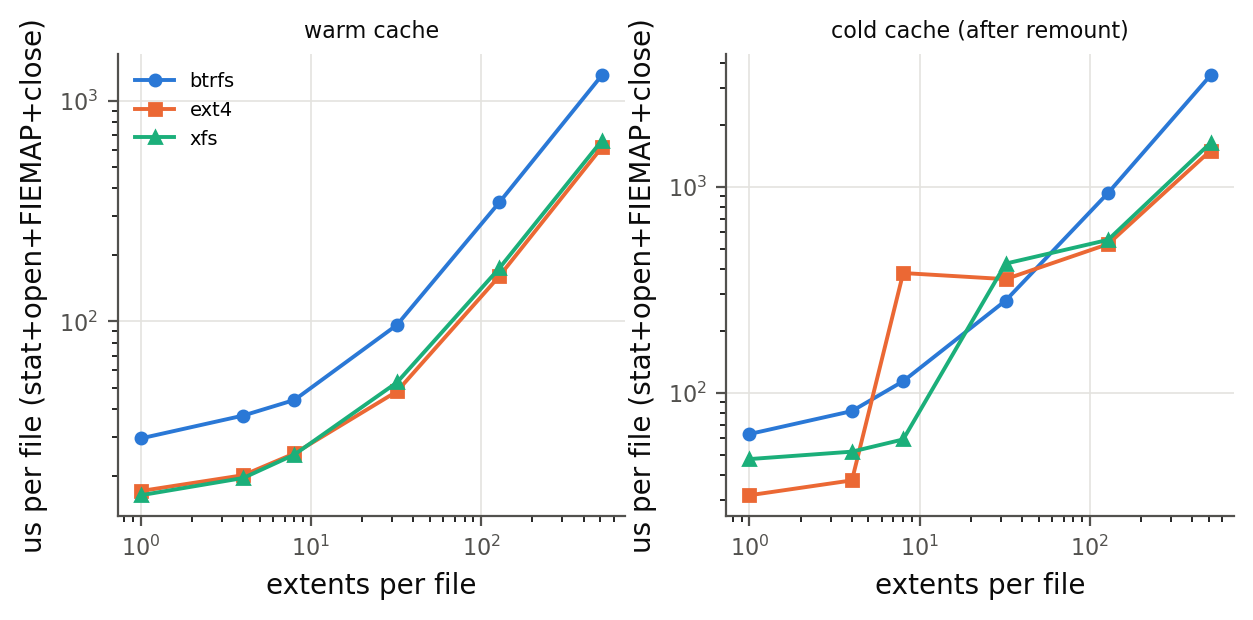 warm cache
us per file (stat+open+FIEMAP+close)
10³
10²
btrfs
ext4
xfs
10⁰
10¹
10²
extents per file
cold cache (after remount)
us per file (stat+open+FIEMAP+close)
10³
10²
10⁰
10¹
10²
extents per file